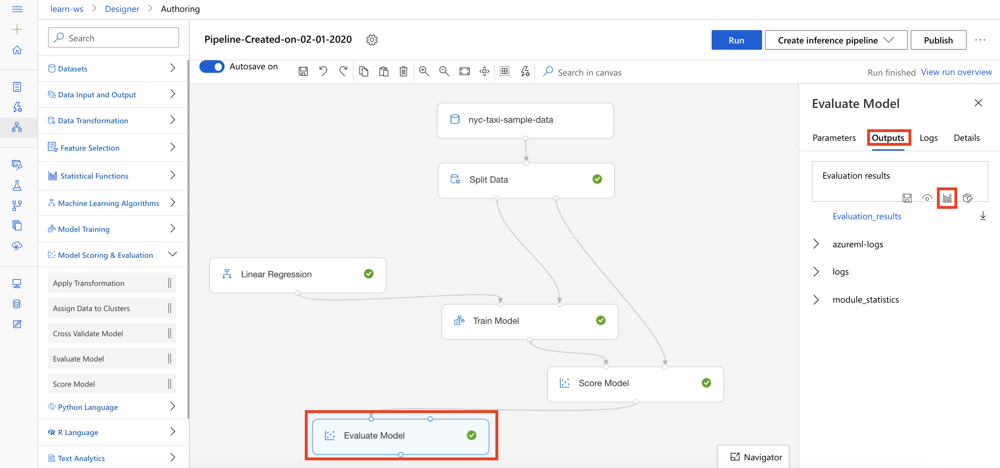 learn-ws > Designer > Authoring
Search
Datasets
Data Input and Output
Data Transformation
Feature Selection
Statistical Functions
Machine Learning Algorithms
Model Training
Model Scoring & Evaluation
Apply Transformation
Assign Data to Clusters
Cross Validate Model
Evaluate Model
Score Model
Python Language
R Language
Text Analytics
Pipeline-Created-on-02-01-2020
Run
Create inference pipeline
Publish
...
Autosave on
Search in canvas
Run finished
View run overview
nyc-taxi-sample-data
Split Data
Linear Regression
Train Model
Score Model
Evaluate Model
Navigator
Evaluate Model
Parameters
Outputs
Logs
Details
Evaluation results
Evaluation_results
azureml-logs
logs
module_statistics